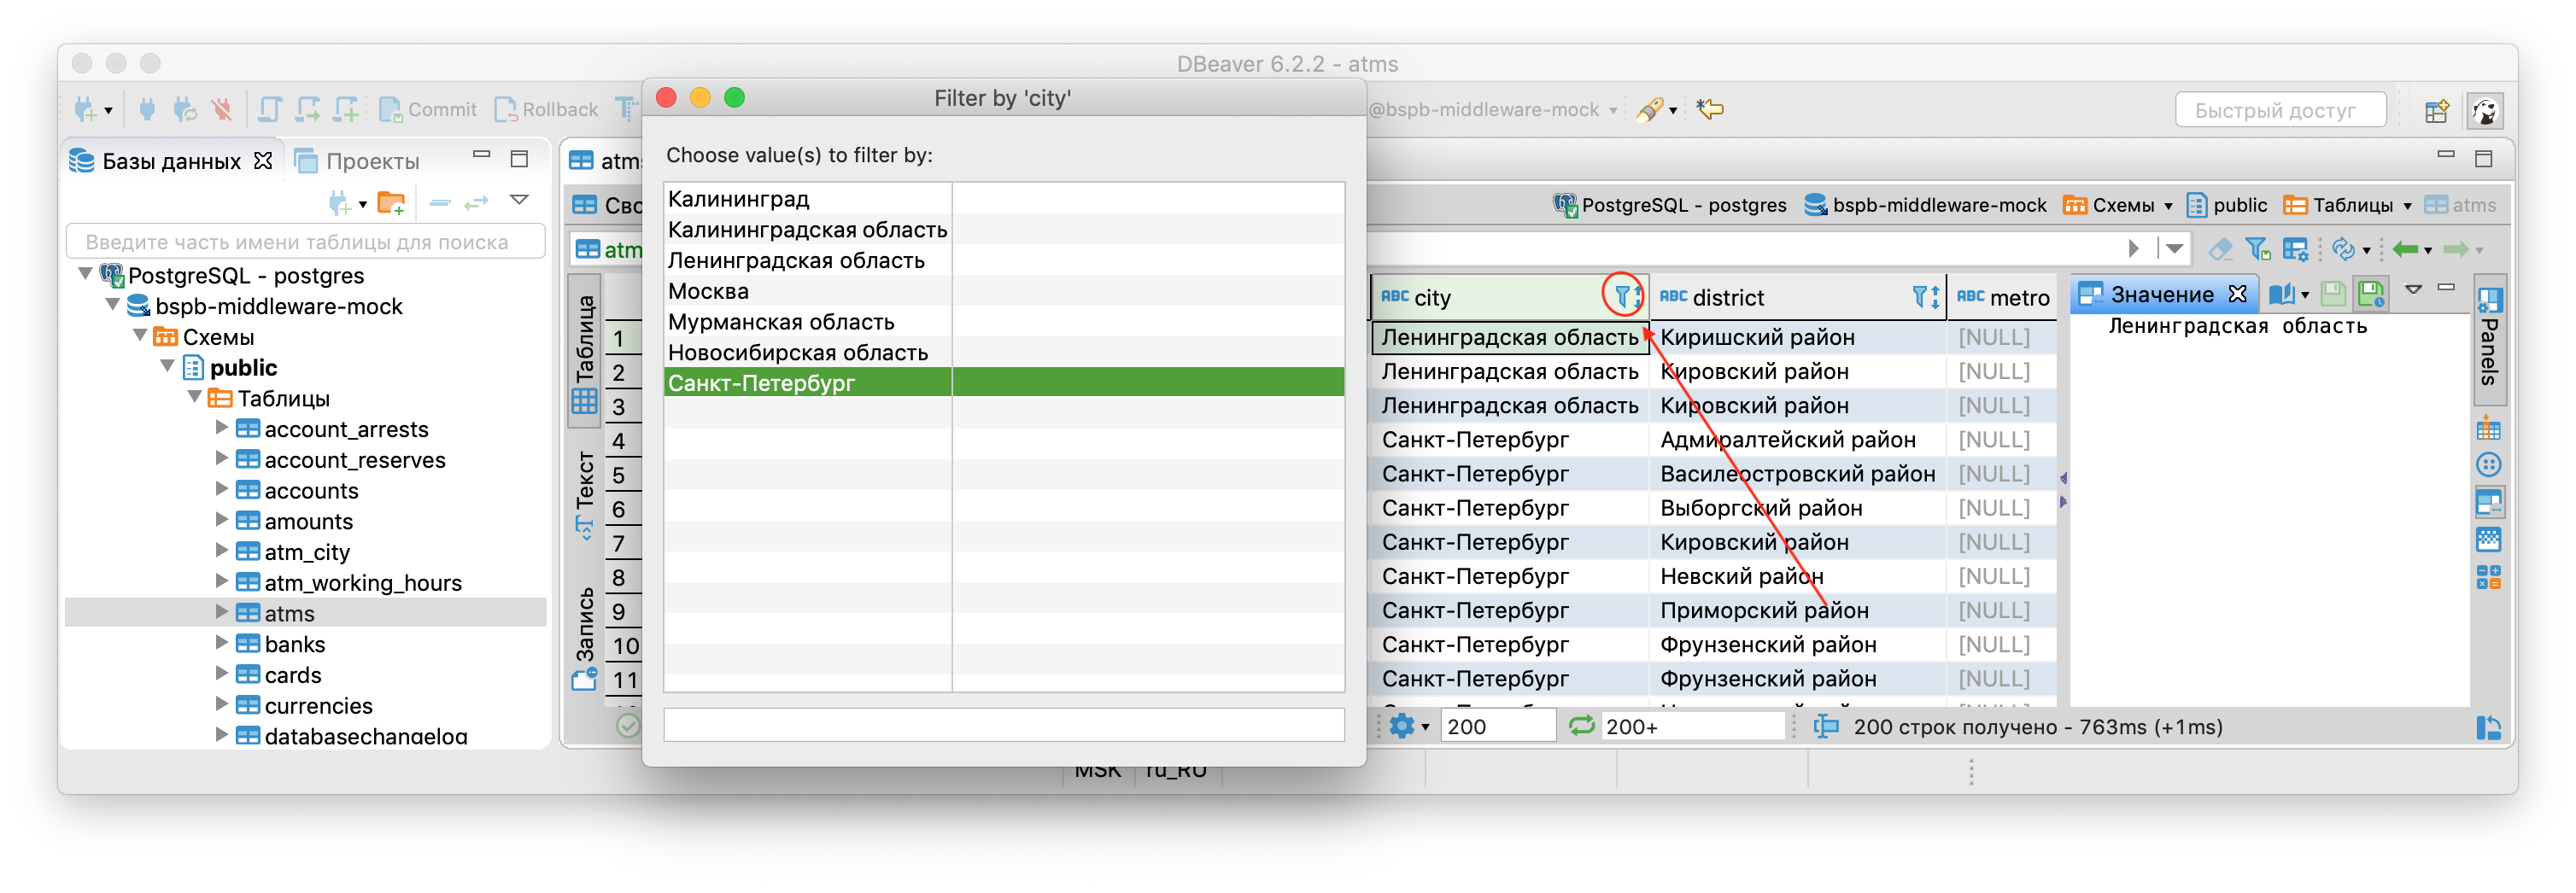 DBeaver 6.2.2 - atms
Commit
Rollback
@bspb-middleware-mock
Быстрый доступ
Базы данных
Проекты
Введите часть имени таблицы для поиска
PostgreSQL - postgres
bspb-middleware-mock
Схемы
public
Таблицы
account_arrests
account_reserves
accounts
amounts
atm_city
atm_working_hours
atms
banks
cards
currencies
databasechangelog
Filter by 'city'
Choose value(s) to filter by:
Калининград
Калининградская область
Ленинградская область
Москва
Мурманская область
Новосибирская область
Санкт-Петербург
PostgreSQL - postgres
bspb-middleware-mock
Схемы
public
Таблицы
atms
Таблица
Текст
Запись
ABC city
ABC district
ABC metro
1 Ленинградская область Киришский район [NULL]
2 Ленинградская область Кировский район [NULL]
3 Ленинградская область Кировский район [NULL]
4 Санкт-Петербург Адмиралтейский район [NULL]
5 Санкт-Петербург Василеостровский район [NULL]
6 Санкт-Петербург Выборгский район [NULL]
7 Санкт-Петербург Кировский район [NULL]
8 Санкт-Петербург Невский район [NULL]
9 Санкт-Петербург Приморский район [NULL]
10 Санкт-Петербург Фрунзенский район [NULL]
11 Санкт-Петербург Фрунзенский район [NULL]
Значение
Ленинградская область
Panels
200
200+
200 строк получено - 763ms (+1ms)
MSK
ru_RU